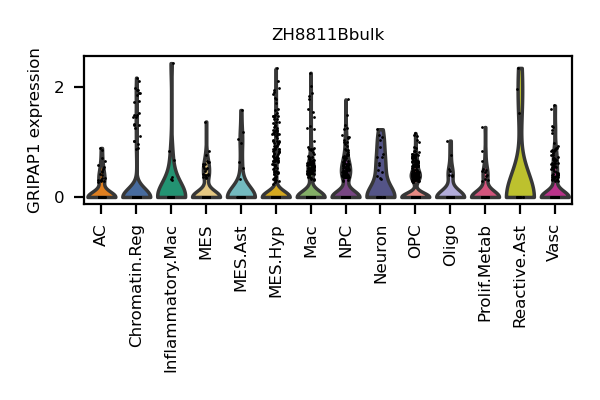 ZH8811Bbulk
GRIPAP1 expression
2
0
AC
Chromatin.Reg
Inflammatory.Mac
MES
MES.Ast
MES.Hyp
Mac
NPC
Neuron
OPC
Oligo
Prolif.Metab
Reactive.Ast
Vasc